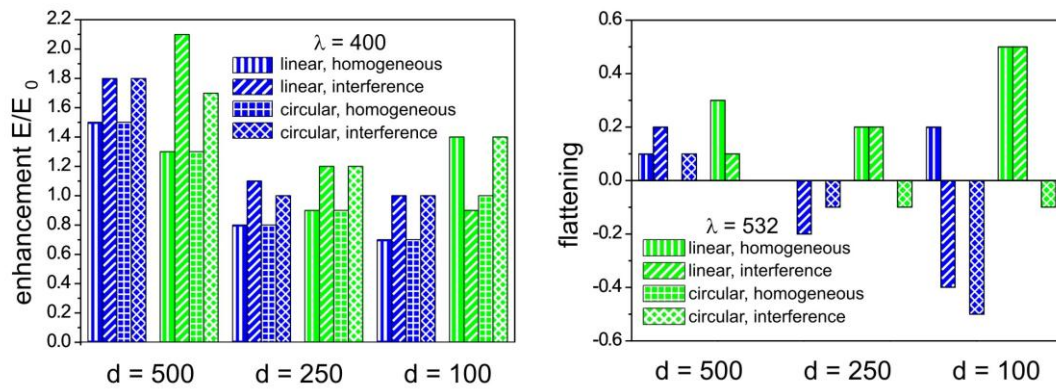 enhancement E/E0
2.2
2.0
1.8
1.6
1.4
1.2
1.0
0.8
0.6
0.4
0.2
0.0
λ = 400
linear, homogeneous
linear, interference
circular, homogeneous
circular, interference
d = 500 d = 250 d = 100
flattening
0.6
0.4
0.2
0.0
-0.2
-0.4
-0.6
λ = 532
linear, homogeneous
linear, interference
circular, homogeneous
circular, interference
d = 500 d = 250 d = 100